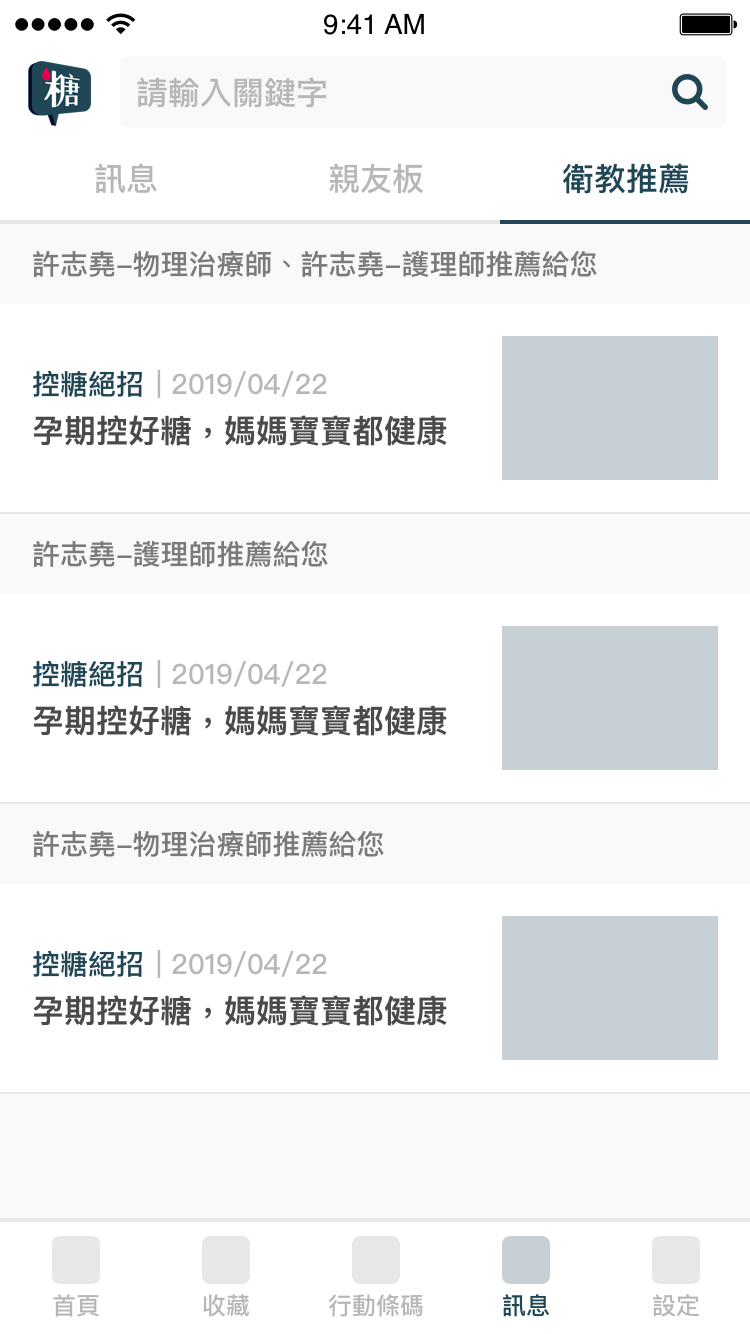 9:41 AM
糖
請輸入關鍵字
訊息 親友板 衛教推薦
許志堯–物理治療師、許志堯–護理師推薦給您
控糖絕招｜2019/04/22
孕期控好糖，媽媽寶寶都健康
許志堯–護理師推薦給您
控糖絕招｜2019/04/22
孕期控好糖，媽媽寶寶都健康
許志堯–物理治療師推薦給您
控糖絕招｜2019/04/22
孕期控好糖，媽媽寶寶都健康
首頁 收藏 行動條碼 訊息 設定